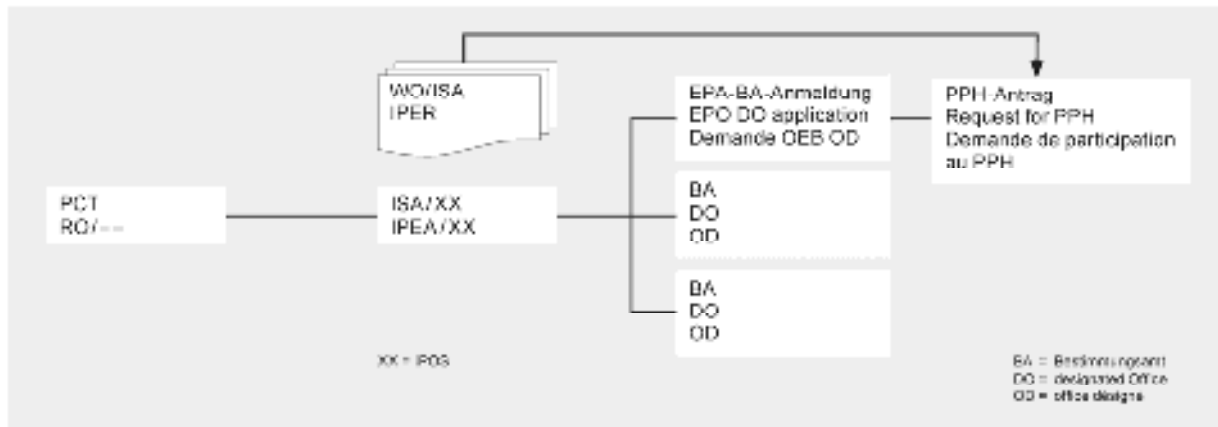 WO/ISA
IPER
EPA-BA-Anmeldung
EPO DO application
Demande OEB OD
PPH-Antrag
Request for PPH
Demande de participation
au PPH
PCT
RO/--
ISA/XX
IPEA/XX
BA
DO
OD
BA
DO
OD
XX = IPOS
BA = Bestimmungsamt
DO = designated Office
OD = office désigné